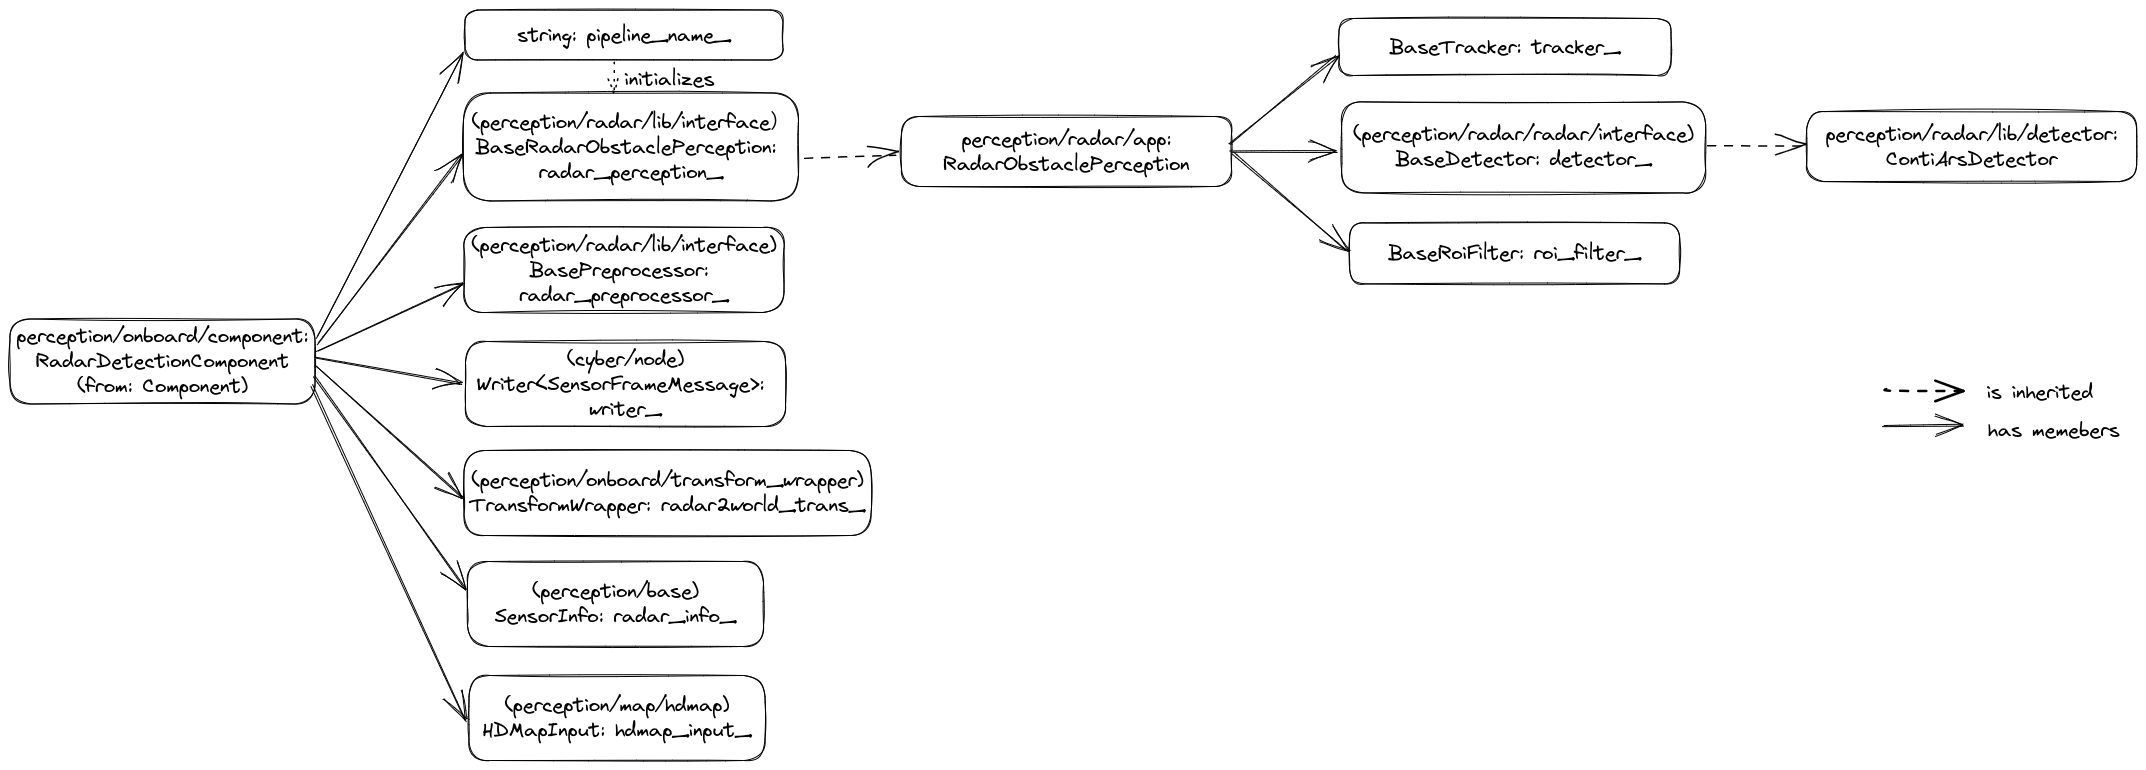 string: pipeline_name_
initializes
(perception/radar/lib/interface)
BaseRadarObstaclePerception:
radar_perception_
(perception/radar/lib/interface)
BasePreprocessor:
radar_preprocessor_
perception/onboard/component:
RadarDetectionComponent
(from: Component)
(cyber/node)
Writer<SensorFrameMessage>:
writer_
(perception/onboard/transform_wrapper)
TransformWrapper: radar2world_trans_
(perception/base)
SensorInfo: radar_info_
(perception/map/hdmap)
HDMapInput: hdmap_input_
perception/radar/app:
RadarObstaclePerception
BaseTracker: tracker_
(perception/radar/radar/interface)
BaseDetector: detector_
BaseRoiFilter: roi_filter_
perception/radar/lib/detector:
ContiArsDetector
is inherited
has memebers